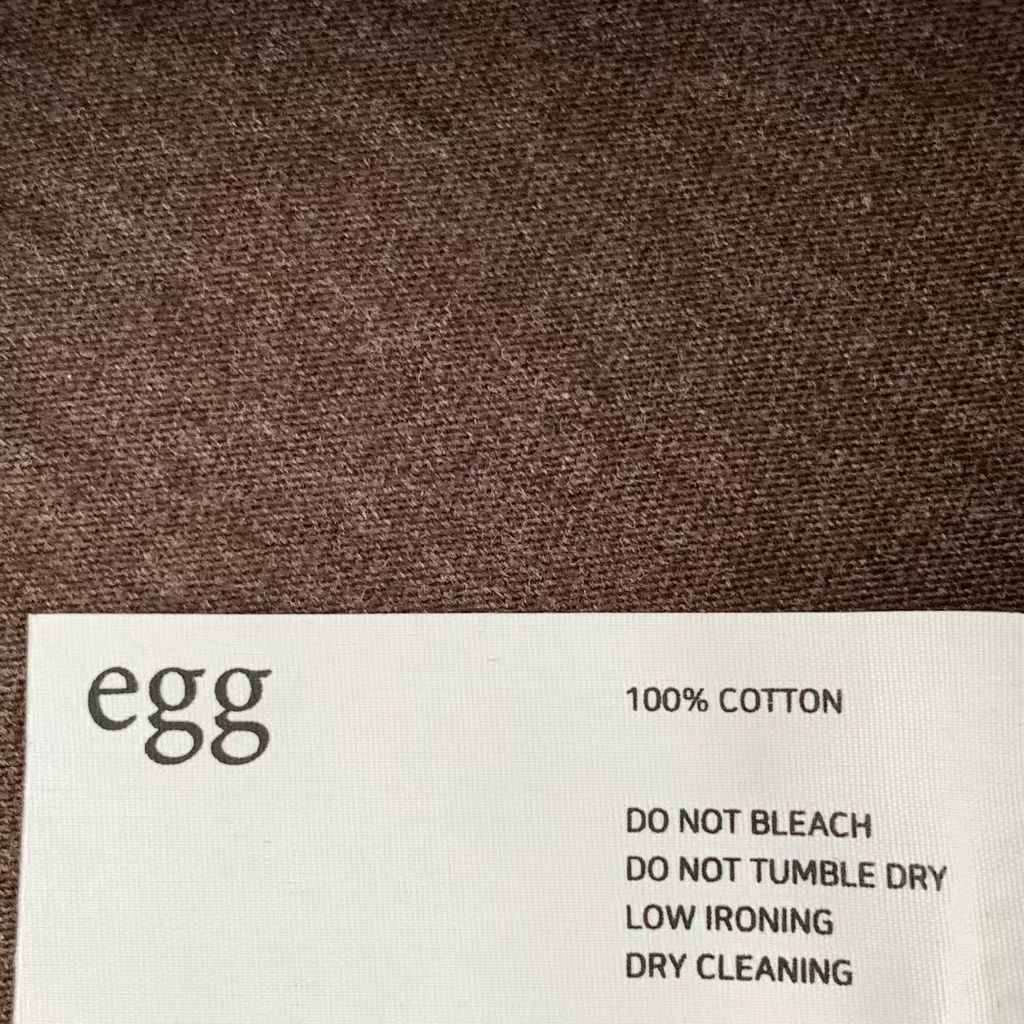 egg
100% COTTON
DO NOT BLEACH
DO NOT TUMBLE DRY
LOW IRONING
DRY CLEANING